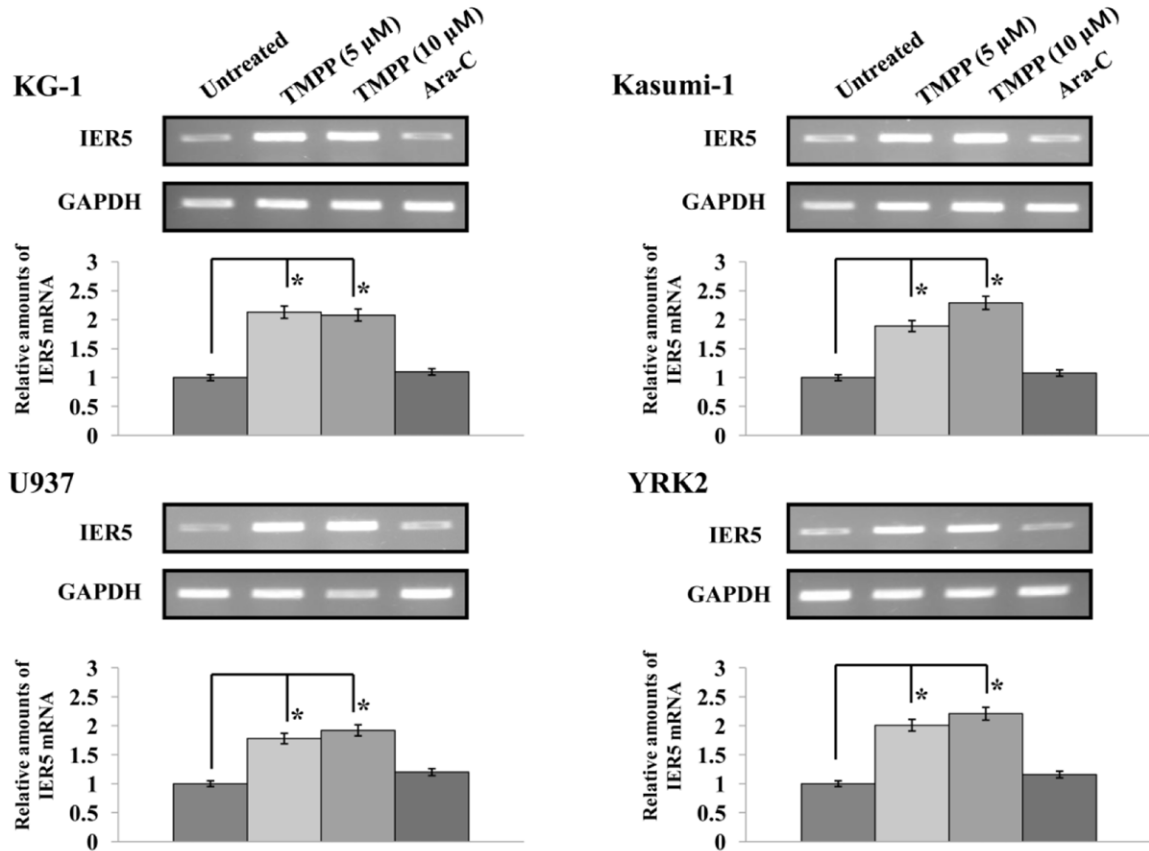 KG-1
Untreated
TMPP (5 μM)
TMPP (10 μM)
Ara-C
IER5
GAPDH
Relative amounts of
IER5 mRNA
3
2.5
2
1.5
1
0.5
0
*
*
Kasumi-1
Untreated
TMPP (5 μM)
TMPP (10 μM)
Ara-C
IER5
GAPDH
Relative amounts of
IER5 mRNA
3
2.5
2
1.5
1
0.5
0
*
*
U937
IER5
GAPDH
Relative amounts of
IER5 mRNA
3
2.5
2
1.5
1
0.5
0
*
*
YRK2
IER5
GAPDH
Relative amounts of
IER5 mRNA
3
2.5
2
1.5
1
0.5
0
*
*